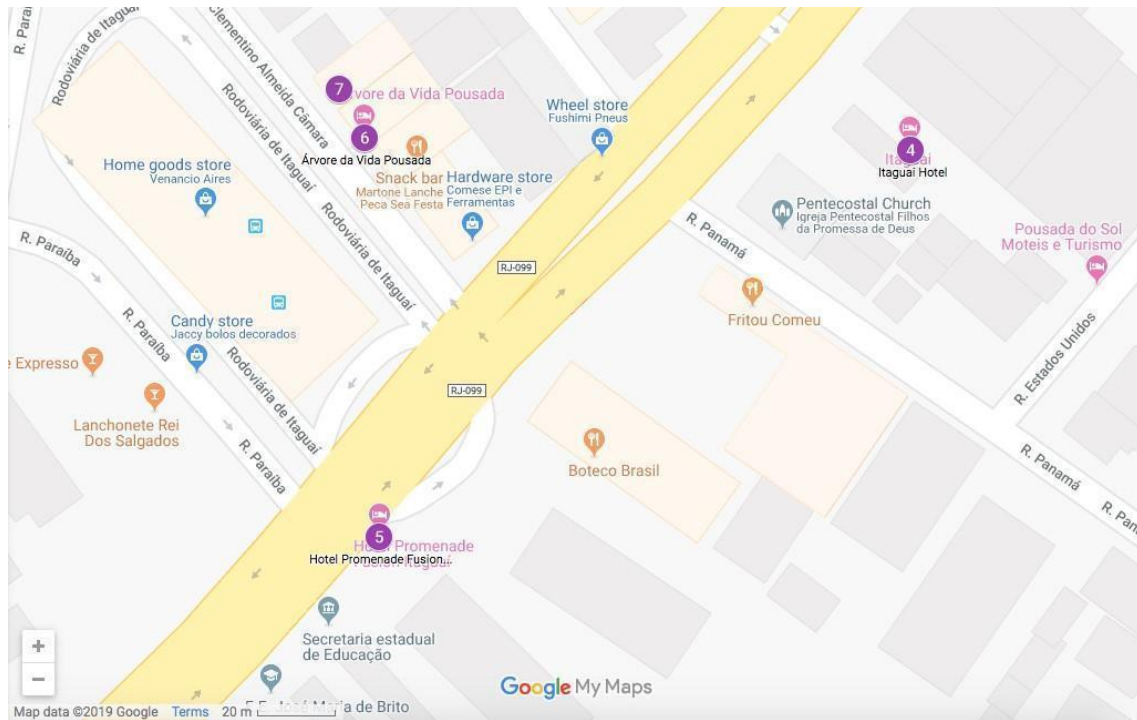 R. Paraí
Rodoviária de Itaguaí
Clementino Almeida Câmara
Rodoviária de Itaguaí
7
Árvore da Vida Pousada
6
Árvore da Vida Pousada
Wheel store
Fushimi Pneus
4
Itaguaí
Itaguai Hotel
Home goods store
Venancio Aires
Snack bar
Martone Lanche
Peca Sea Festa
Hardware store
Comese EPI e
Ferramentas
Pentecostal Church
Igreja Pentecostal Filhos
da Promessa de Deus
Pousada do Sol
Moteis e Turismo
R. Paraíba
Rodoviária de Itaguaí
RJ-099
R. Panamá
Candy store
Jaccy bolos decorados
R. Paraíba
Fritou Comeu
R. Estados Unidos
e Expresso
RJ-099
Rodoviária de Itaguaí
Lanchonete Rei
Dos Salgados
R. Paraíba
Boteco Brasil
R. Panamá
R. Pan
5
Hotel Promenade
Fusion Itaguaí
Hotel Promenade Fusion...
Secretaria estadual
de Educação
+
−
E.E. José Maria de Brito
Google My Maps
Map data ©2019 Google Terms 20 m